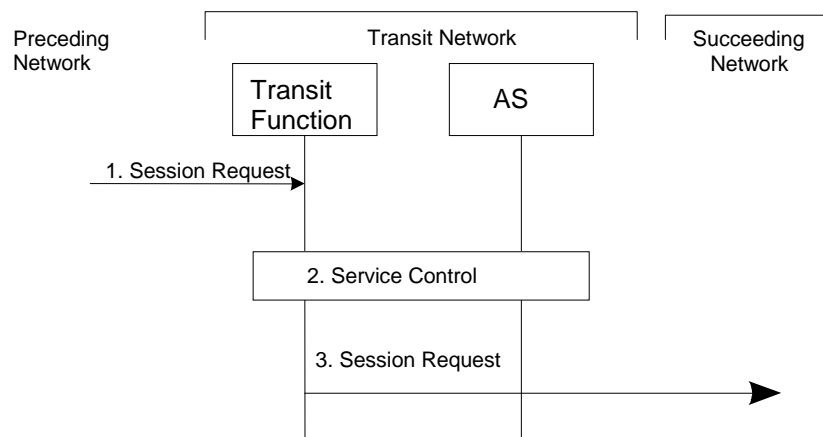 Preceding
Network
Transit Network
Succeeding
Network
Transit
Function
AS
1. Session Request
2. Service Control
3. Session Request